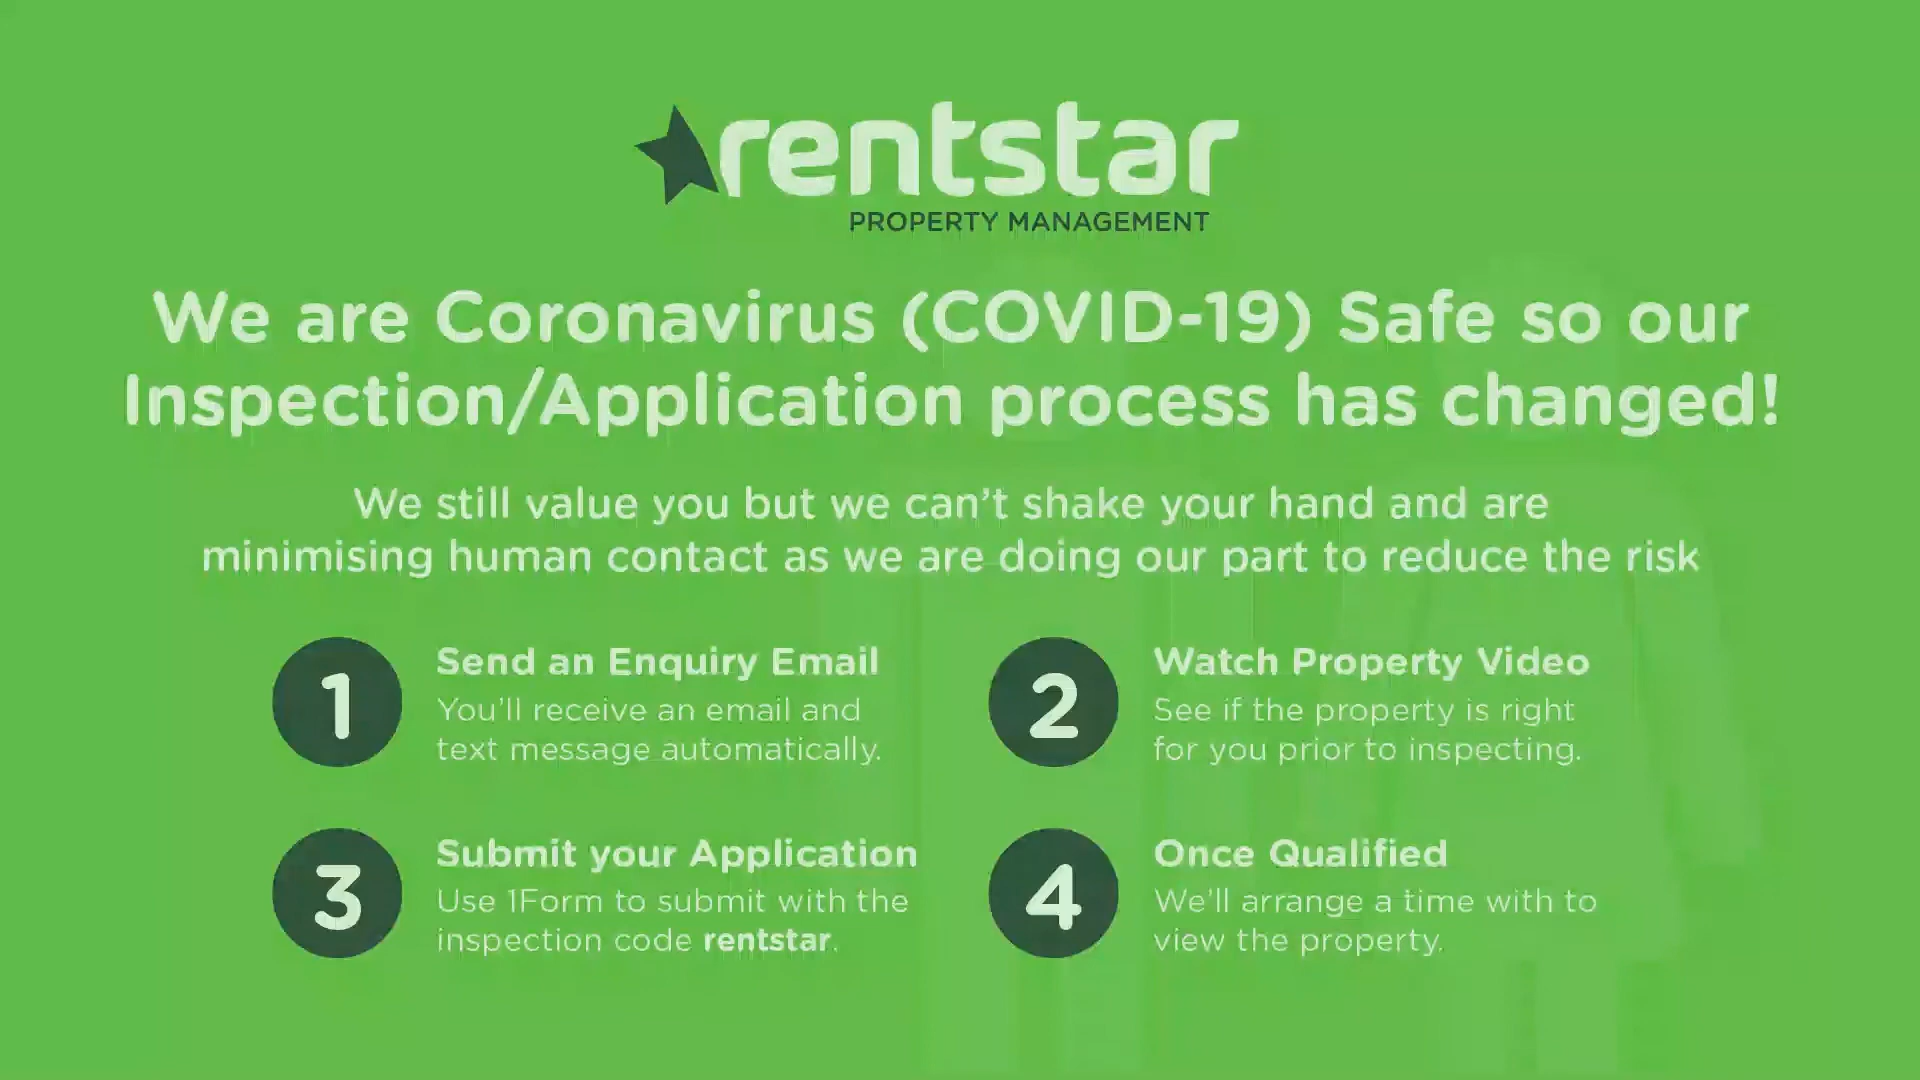 rentstar
PROPERTY MANAGEMENT
We are Coronavirus (COVID-19) Safe so our
Inspection/Application process has changed!
We still value you but we can't shake your hand and are
minimising human contact as we are doing our part to reduce the risk
1
Send an Enquiry Email
You'll receive an email and
text message automatically.
2
Watch Property Video
See if the property is right
for you prior to inspecting.
3
Submit your Application
Use 1Form to submit with the
inspection code rentstar.
4
Once Qualified
We'll arrange a time with to
view the property.